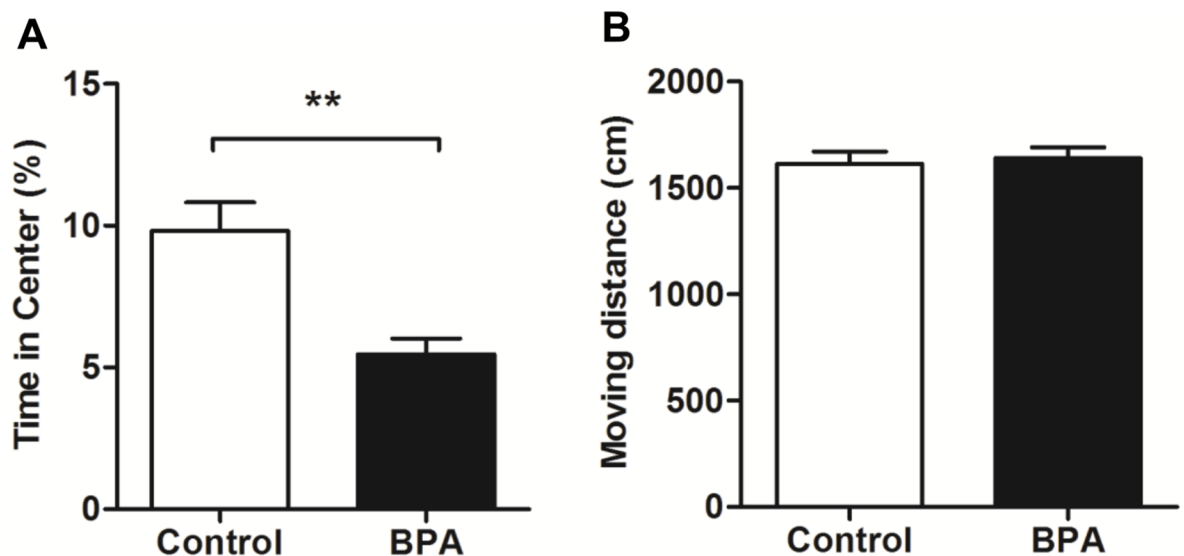 A
Time in Center (%)
15
10
5
0
**
Control
BPA
B
Moving distance (cm)
2000
1500
1000
500
0
Control
BPA